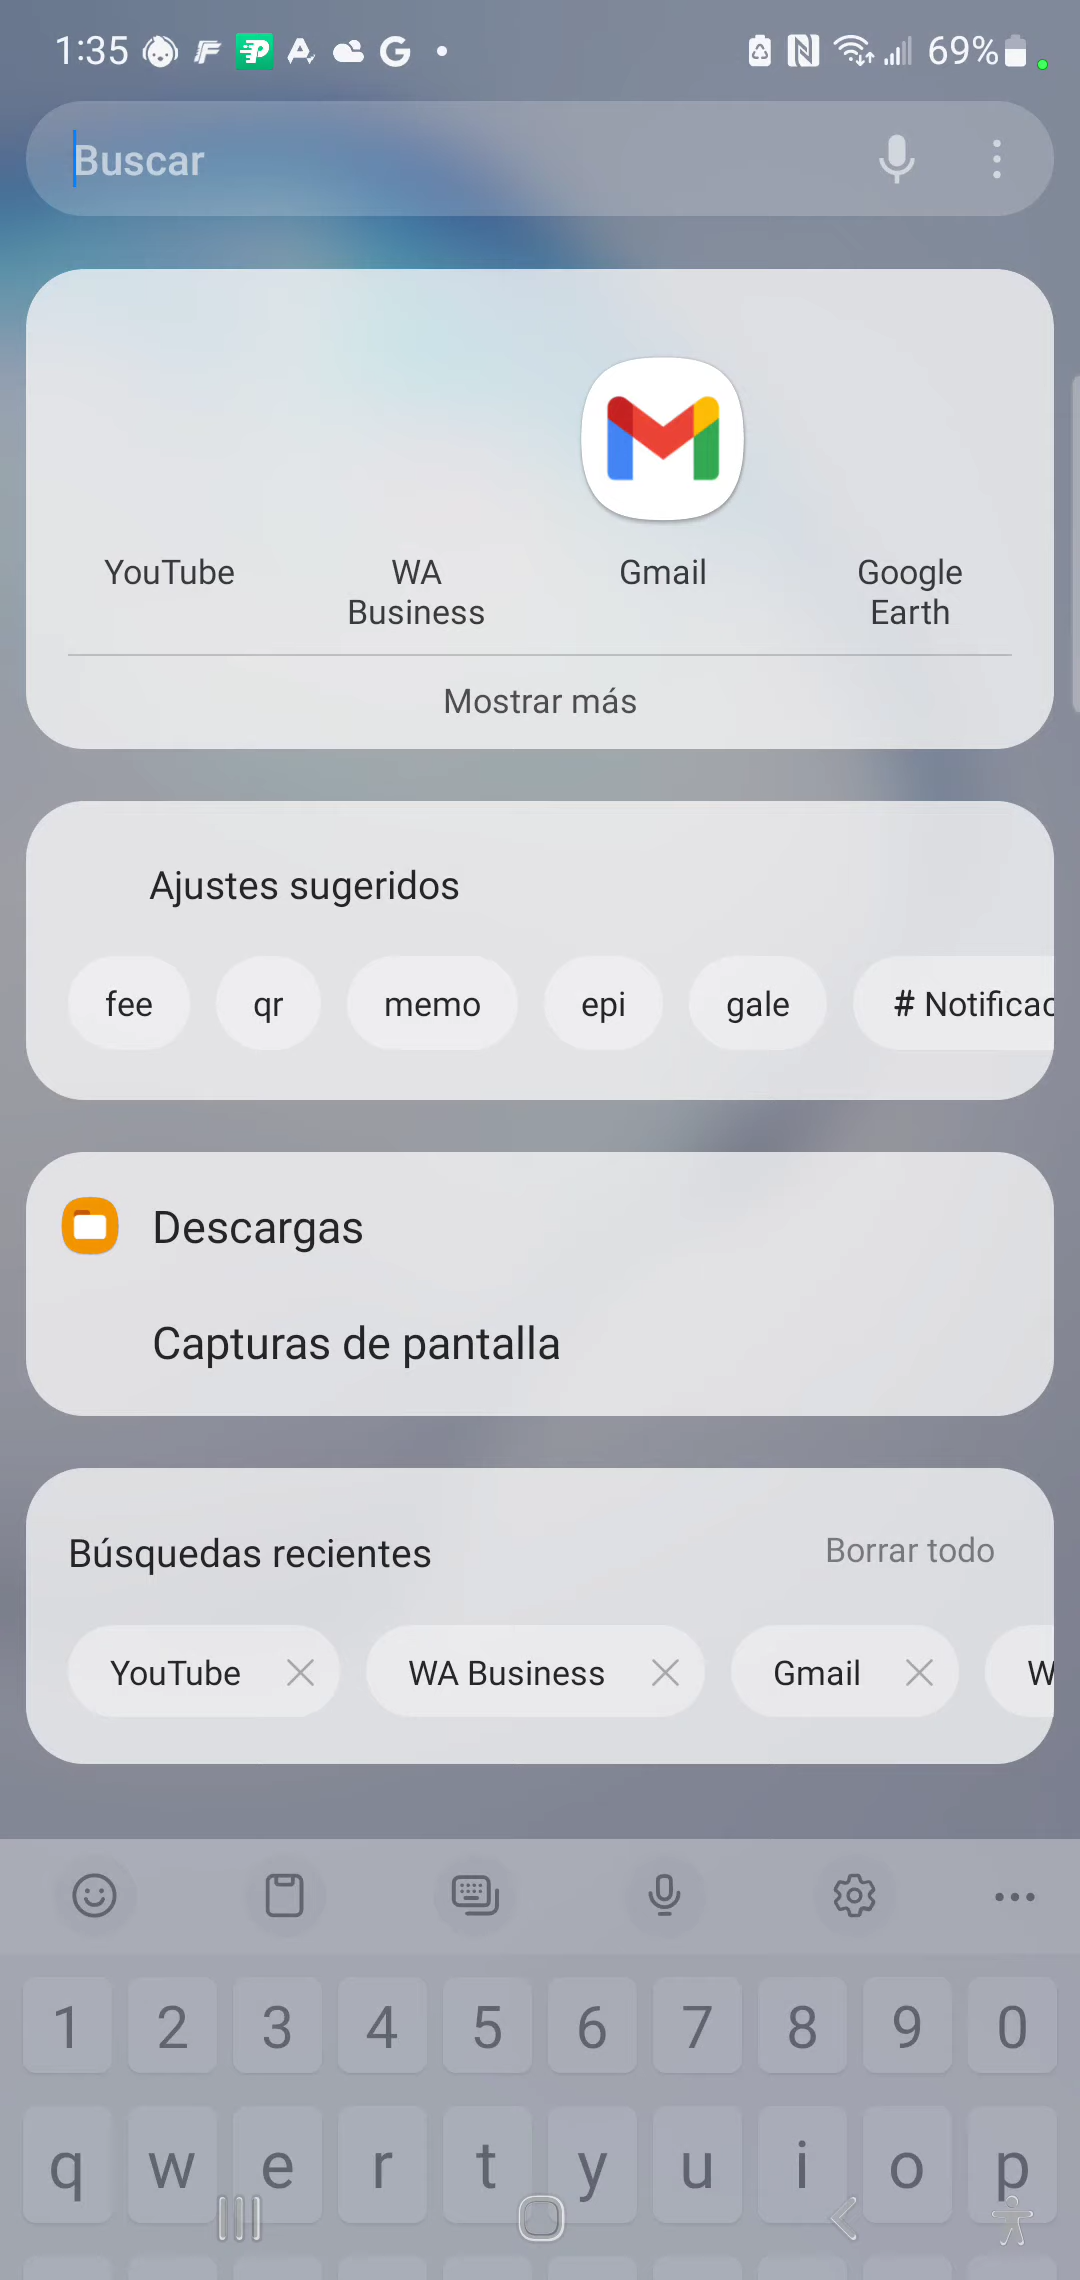 1:35
69%
Buscar
YouTube
WA Business
Gmail
Google Earth
Mostrar más
Ajustes sugeridos
fee qr memo epi gale # Notificac
Descargas
Capturas de pantalla
Búsquedas recientes
Borrar todo
YouTube WA Business Gmail W
1 2 3 4 5 6 7 8 9 0
q w e r t y u i o p